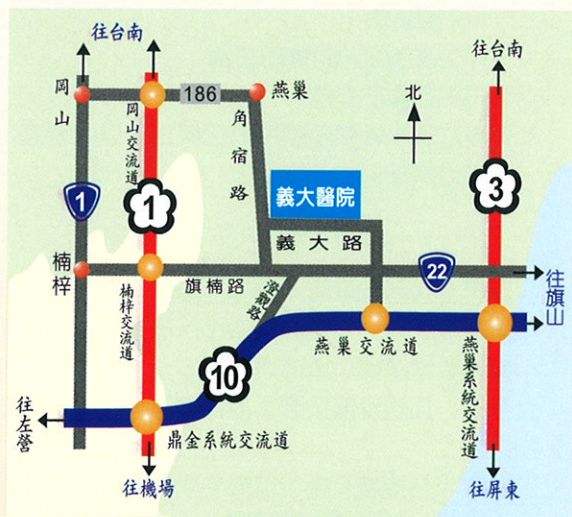 往台南
往台南
岡山
岡山交流道
186
燕巢
角宿路
北
1
1
3
義大醫院
義大路
楠梓
楠梓交流道
旗楠路
澄觀路
22
往旗山
燕巢交流道
燕巢系統交流道
10
往左營
鼎金系統交流道
往機場
往屏東